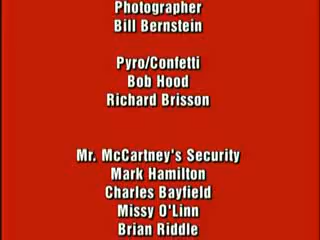 Photographer
Bill Bernstein
Pyro/Confetti
Bob Hood
Richard Brisson
Mr. McCartney's Security
Mark Hamilton
Charles Bayfield
Missy O'Linn
Brian Riddle